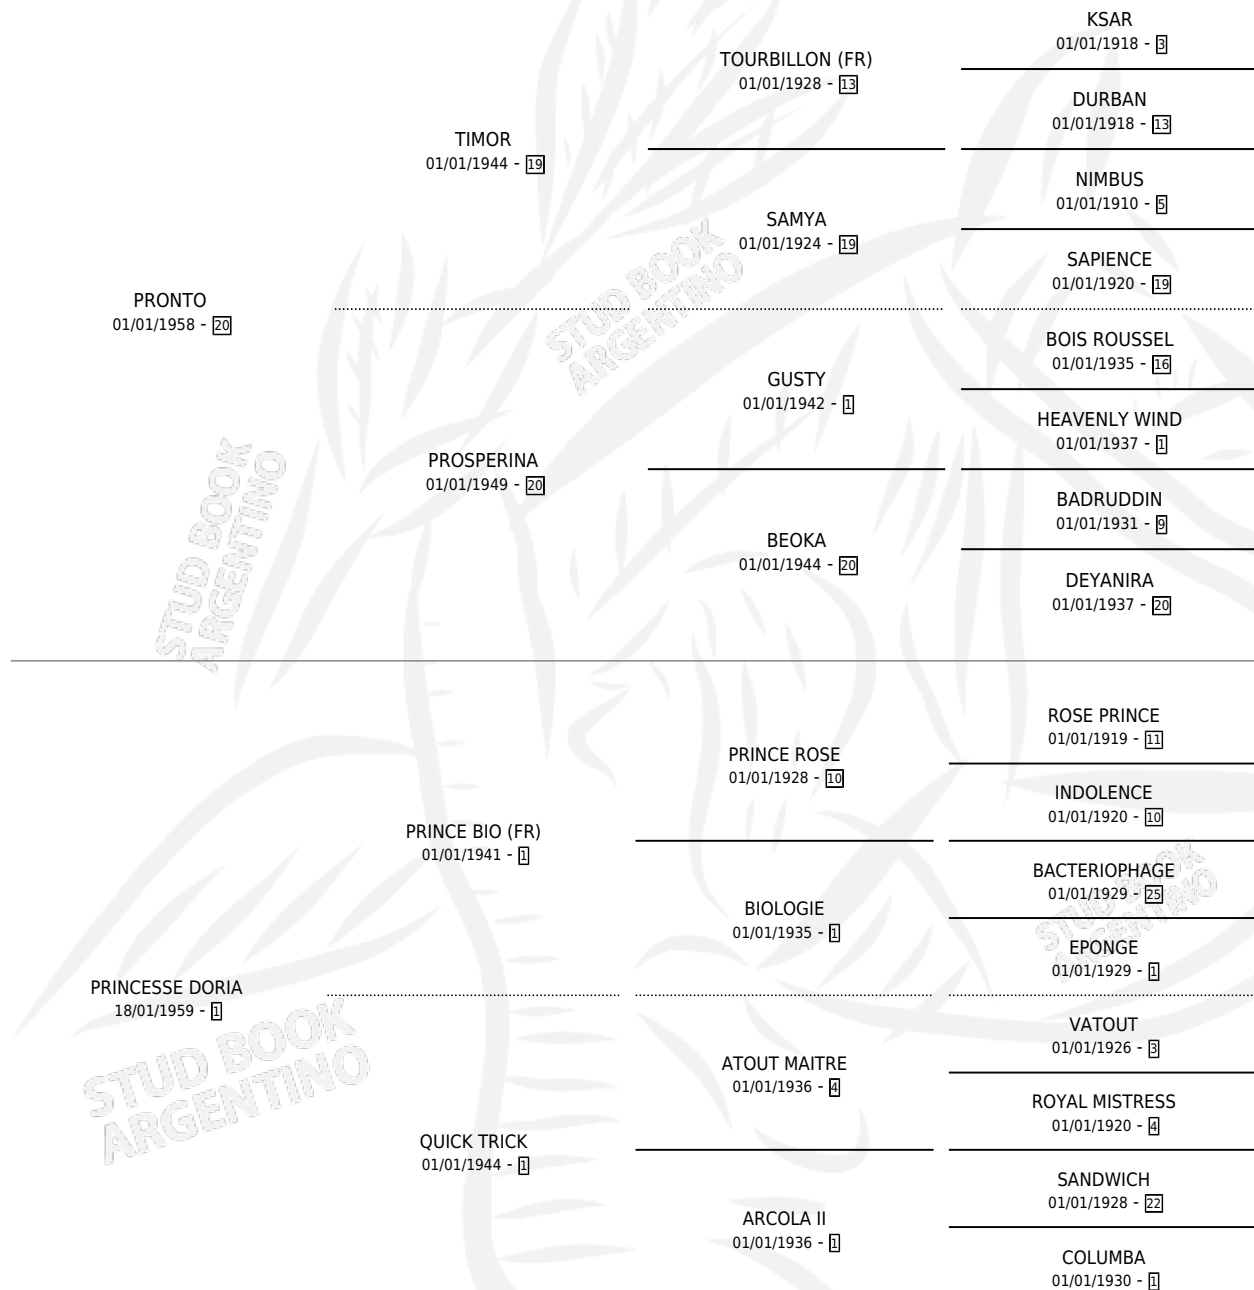 KSAR
01/01/1918 - 3
TOURBILLON (FR)
01/01/1928 - 13
DURBAN
01/01/1918 - 13
TIMOR
01/01/1944 - 19
NIMBUS
01/01/1910 - 5
SAMYA
01/01/1924 - 19
SAPIENCE
01/01/1920 - 19
PRONTO
01/01/1958 - 20
BOIS ROUSSEL
01/01/1935 - 16
GUSTY
01/01/1942 - 1
HEAVENLY WIND
01/01/1937 - 1
PROSPERINA
01/01/1949 - 20
BADRUDDIN
01/01/1931 - 9
BEOKA
01/01/1944 - 20
DEYANIRA
01/01/1937 - 20
ROSE PRINCE
01/01/1919 - 11
PRINCE ROSE
01/01/1928 - 10
INDOLENCE
01/01/1920 - 10
PRINCE BIO (FR)
01/01/1941 - 1
BACTERIOPHAGE
01/01/1929 - 25
BIOLOGIE
01/01/1935 - 1
EPONGE
01/01/1929 - 1
PRINCESSE DORIA
18/01/1959 - 1
VATOUT
01/01/1926 - 3
ATOUT MAITRE
01/01/1936 - 4
ROYAL MISTRESS
01/01/1920 - 4
QUICK TRICK
01/01/1944 - 1
SANDWICH
01/01/1928 - 22
ARCOLA II
01/01/1936 - 1
COLUMBA
01/01/1930 - 1
STUD BOOK
ARGENTINO
STUD BOOK
ARGENTINO
STUD BOOK
ARGENTINO
STUD BOOK
ARGENTINO